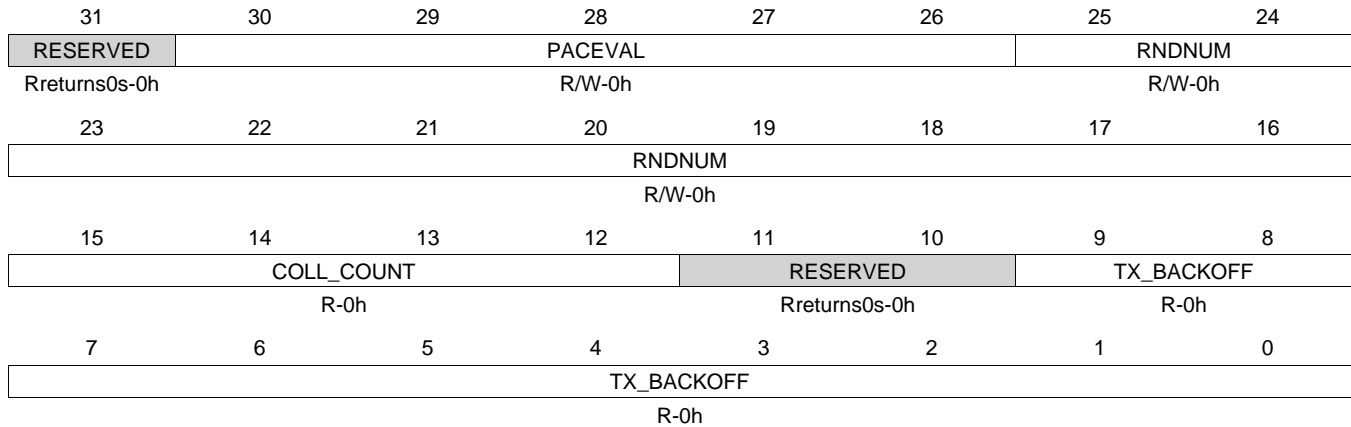 31 30 29 28 27 26 25 24
RESERVED PACEVAL RNDNUM
Rreturns0s-0h R/W-0h R/W-0h
23 22 21 20 19 18 17 16
RNDNUM
R/W-0h
15 14 13 12 11 10 9 8
COLL_COUNT RESERVED TX_BACKOFF
R-0h Rreturns0s-0h R-0h
7 6 5 4 3 2 1 0
TX_BACKOFF
R-0h